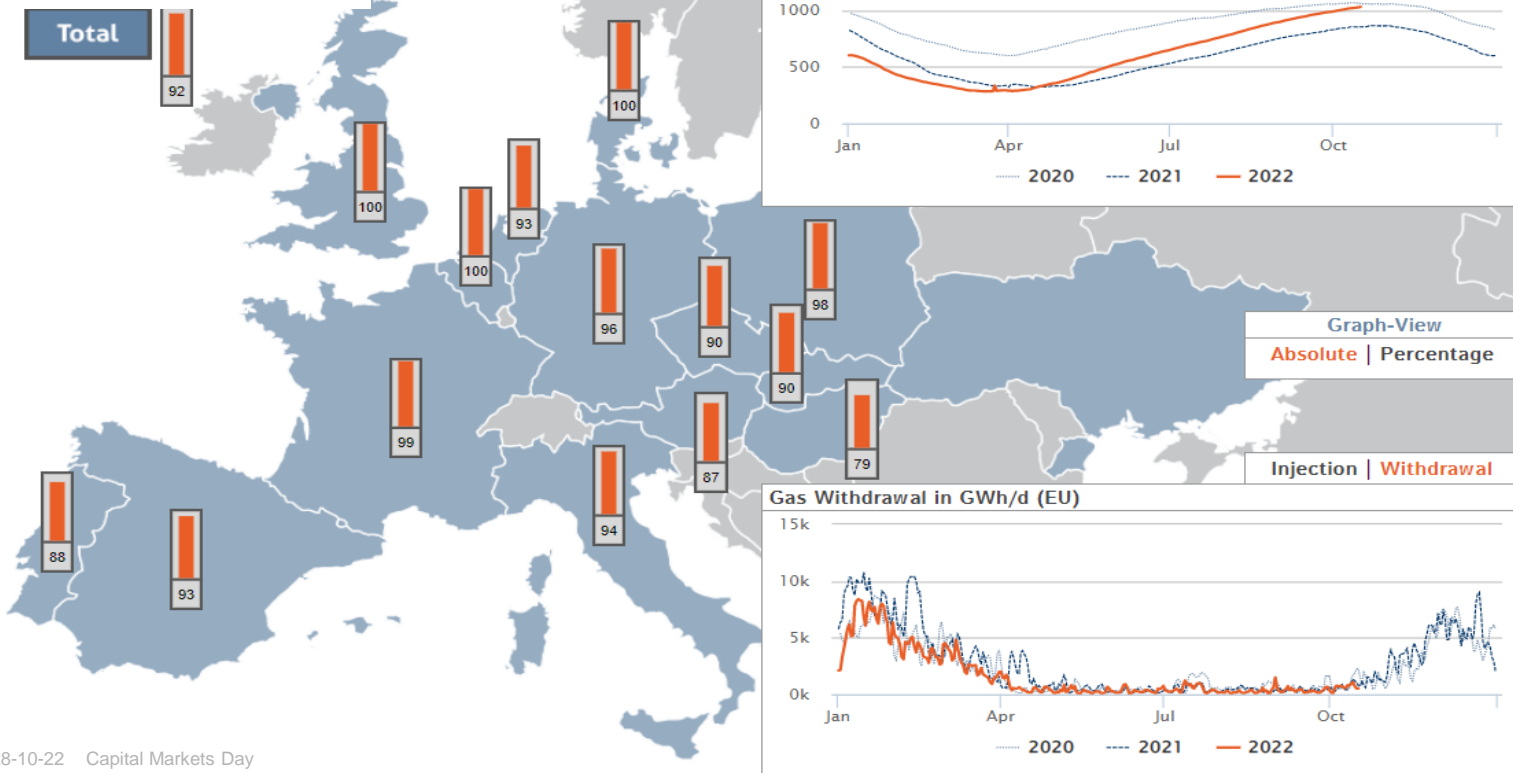 Total
92
100
100
93
100
98
96
90
90
99
79
87
94
88
93
1000
500
0
Jan Apr Jul Oct
2020 2021 2022
Graph-View
Absolute | Percentage
Injection | Withdrawal
Gas Withdrawal in GWh/d (EU)
15k
10k
5k
0k
Jan Apr Jul Oct
2020 2021 2022
8-10-22 Capital Markets Day